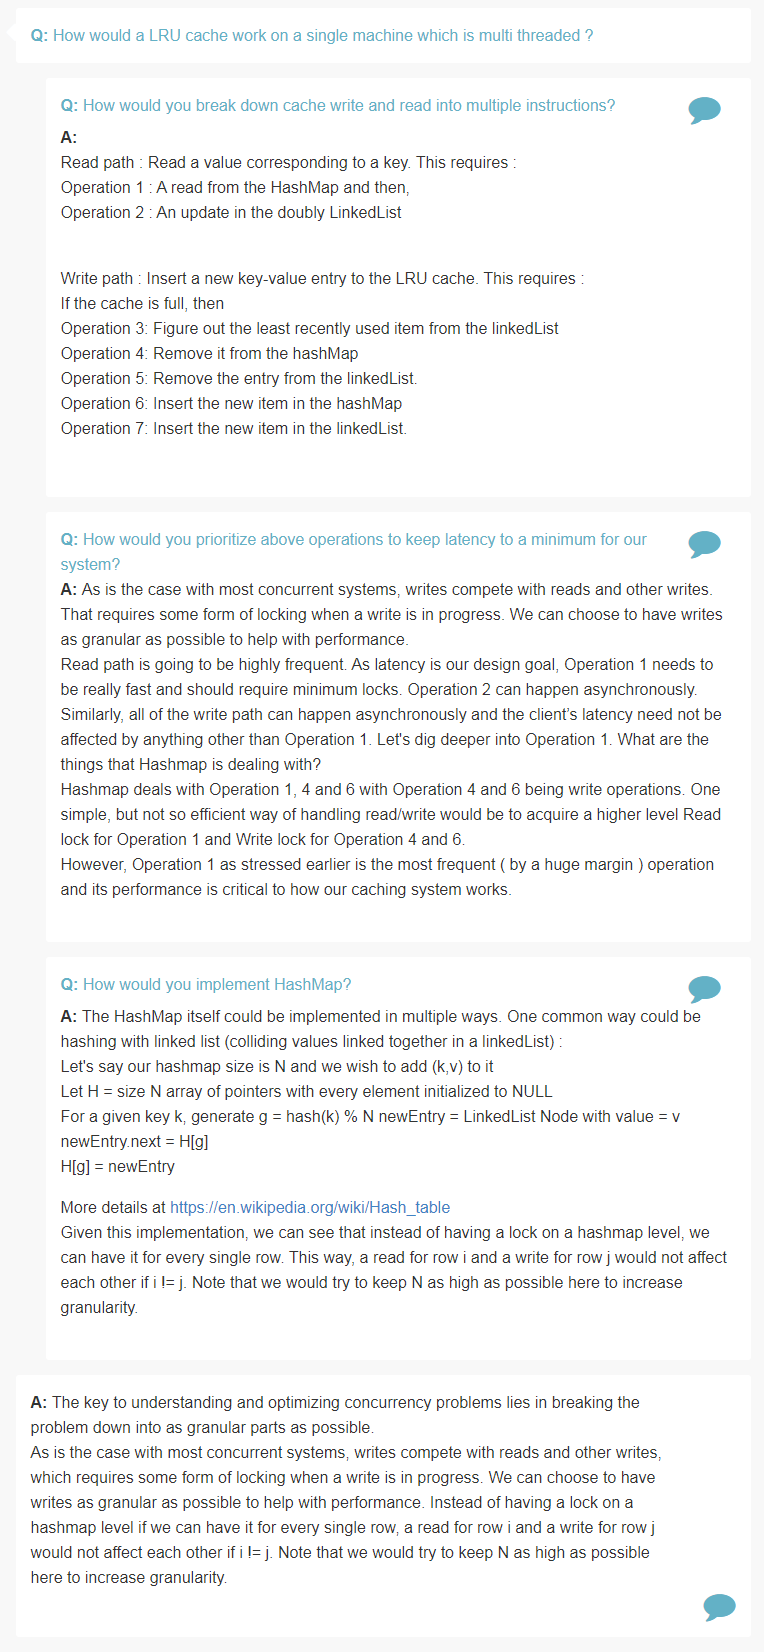 Q: How would a LRU cache work on a single machine which is multi threaded ?
Q: How would you break down cache write and read into multiple instructions?
A:
Read path : Read a value corresponding to a key. This requires :
Operation 1 : A read from the HashMap and then,
Operation 2 : An update in the doubly LinkedList
Write path : Insert a new key-value entry to the LRU cache. This requires :
If the cache is full, then
Operation 3: Figure out the least recently used item from the linkedList
Operation 4: Remove it from the hashMap
Operation 5: Remove the entry from the linkedList.
Operation 6: Insert the new item in the hashMap
Operation 7: Insert the new item in the linkedList.
Q: How would you prioritize above operations to keep latency to a minimum for our
system?
A: As is the case with most concurrent systems, writes compete with reads and other writes.
That requires some form of locking when a write is in progress. We can choose to have writes
as granular as possible to help with performance.
Read path is going to be highly frequent. As latency is our design goal, Operation 1 needs to
be really fast and should require minimum locks. Operation 2 can happen asynchronously.
Similarly, all of the write path can happen asynchronously and the client’s latency need not be
affected by anything other than Operation 1. Let's dig deeper into Operation 1. What are the
things that Hashmap is dealing with?
Hashmap deals with Operation 1, 4 and 6 with Operation 4 and 6 being write operations. One
simple, but not so efficient way of handling read/write would be to acquire a higher level Read
lock for Operation 1 and Write lock for Operation 4 and 6.
However, Operation 1 as stressed earlier is the most frequent ( by a huge margin ) operation
and its performance is critical to how our caching system works.
Q: How would you implement HashMap?
A: The HashMap itself could be implemented in multiple ways. One common way could be
hashing with linked list (colliding values linked together in a linkedList) :
Let's say our hashmap size is N and we wish to add (k,v) to it
Let H = size N array of pointers with every element initialized to NULL
For a given key k, generate g = hash(k) % N newEntry = LinkedList Node with value = v
newEntry.next = H[g]
H[g] = newEntry
More details at https://en.wikipedia.org/wiki/Hash_table
Given this implementation, we can see that instead of having a lock on a hashmap level, we
can have it for every single row. This way, a read for row i and a write for row j would not affect
each other if i != j. Note that we would try to keep N as high as possible here to increase
granularity.
A: The key to understanding and optimizing concurrency problems lies in breaking the
problem down into as granular parts as possible.
As is the case with most concurrent systems, writes compete with reads and other writes,
which requires some form of locking when a write is in progress. We can choose to have
writes as granular as possible to help with performance. Instead of having a lock on a
hashmap level if we can have it for every single row, a read for row i and a write for row j
would not affect each other if i != j. Note that we would try to keep N as high as possible
here to increase granularity.